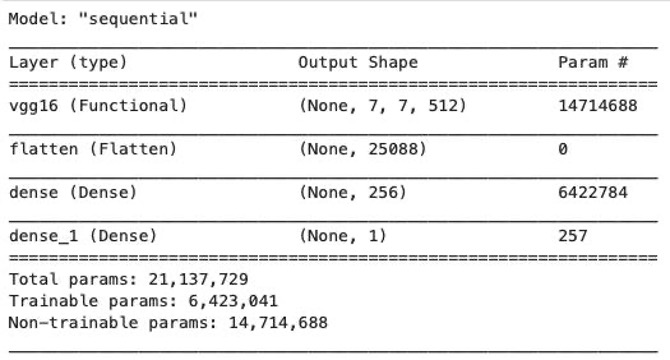 Model: "sequential"
Layer (type) Output Shape Param #
vgg16 (Functional) (None, 7, 7, 512) 14714688
flatten (Flatten) (None, 25088) 0
dense (Dense) (None, 256) 6422784
dense_1 (Dense) (None, 1) 257
Total params: 21,137,729
Trainable params: 6,423,041
Non-trainable params: 14,714,688